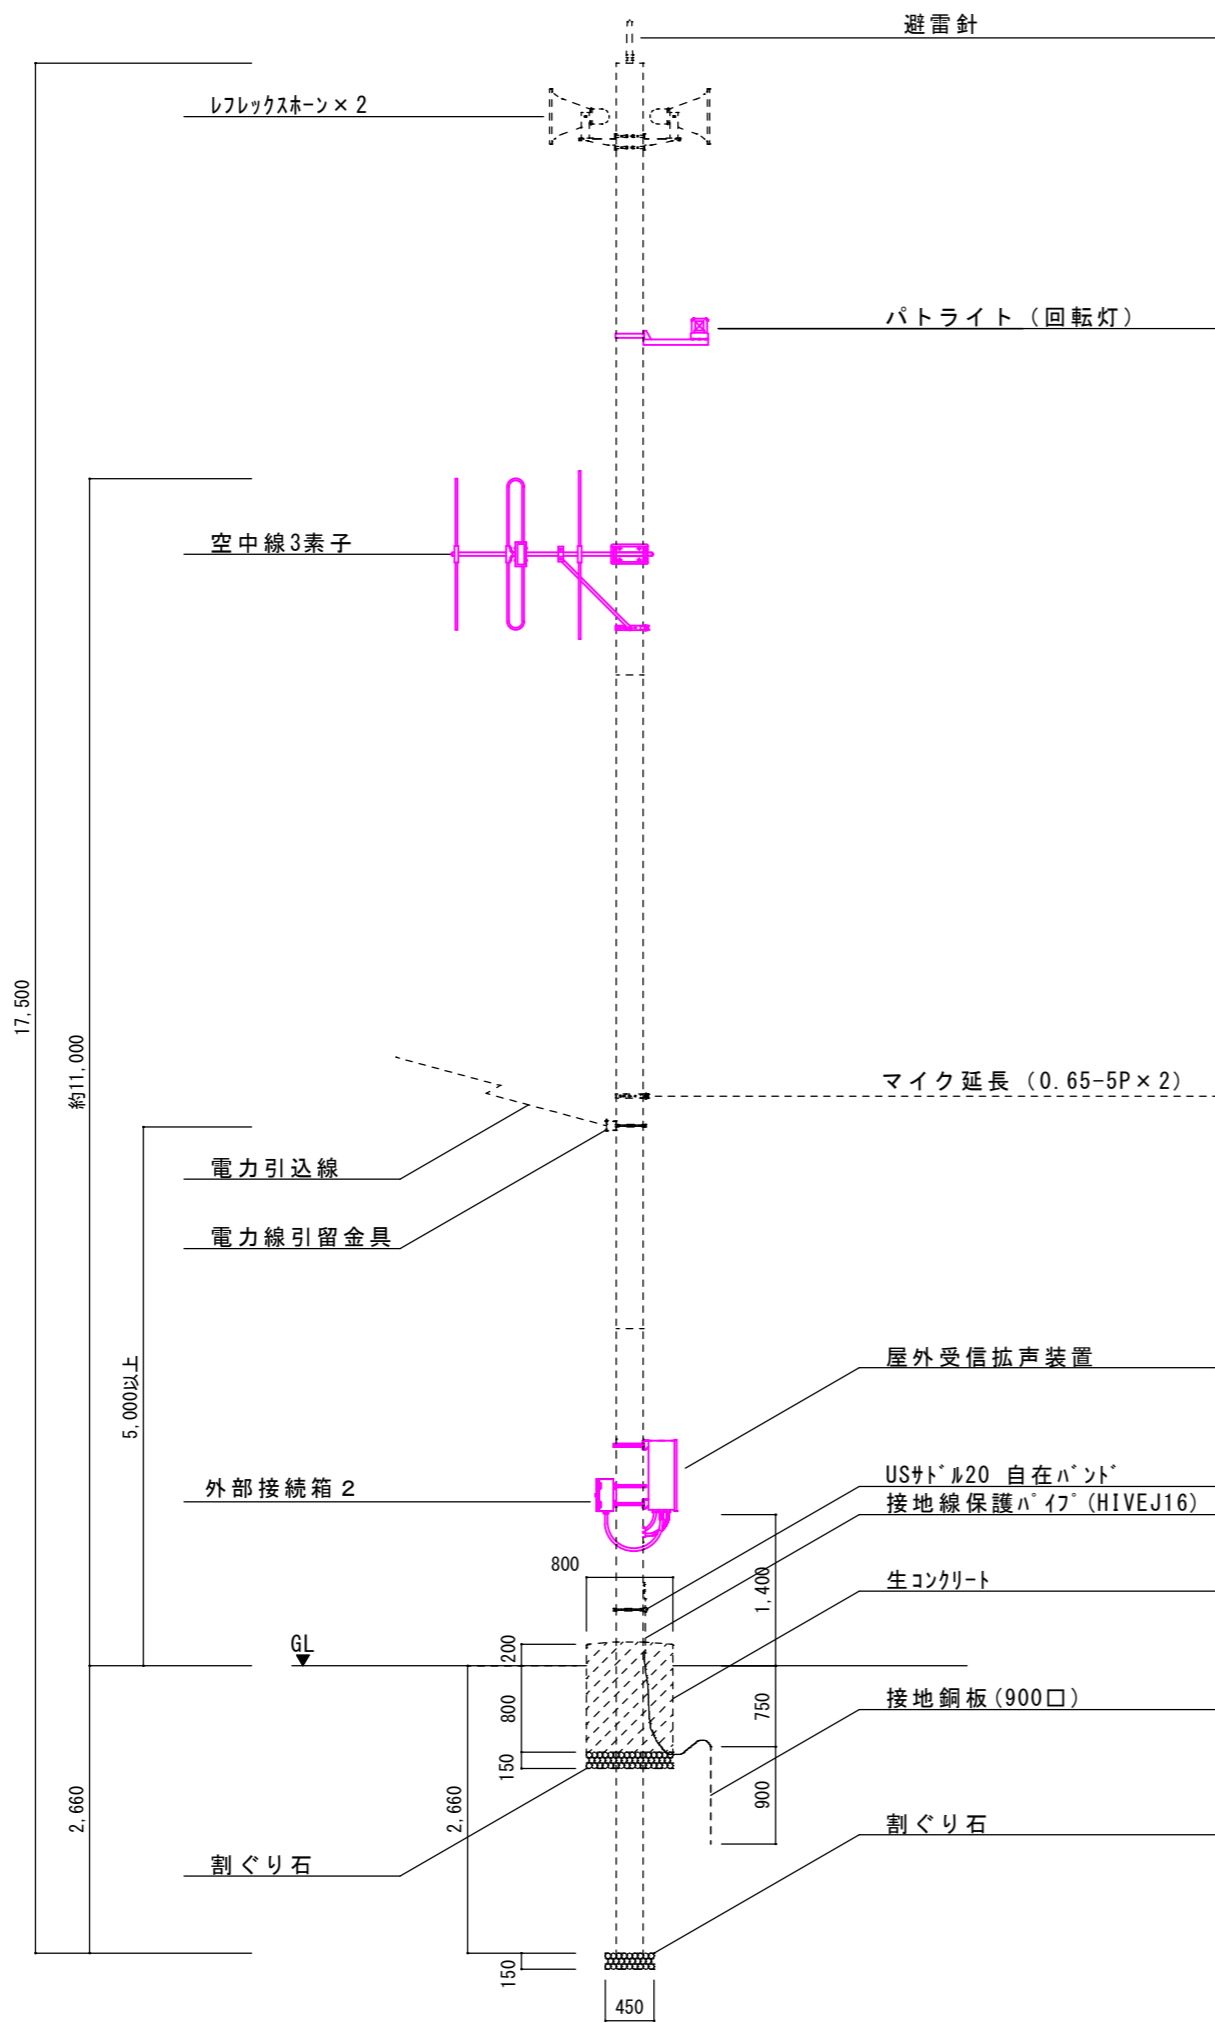 避雷針
レフレックスホーン×2
パトライト（回転灯）
空中線3素子
17,500
約11,000
マイク延長（0.65-5P×2）
電力引込線
電力線引留金具
5,000以上
屋外受信拡声装置
外部接続箱２
USｻﾄﾞﾙ20 自在ﾊﾞﾝﾄﾞ
接地線保護ﾊﾟｲﾌﾟ(HIVEJ16)
800
1,400
生ｺﾝｸﾘｰﾄ
200
GL
接地銅板(900口)
800
750
150
900
2,660
2,660
割ぐり石
割ぐり石
150
450